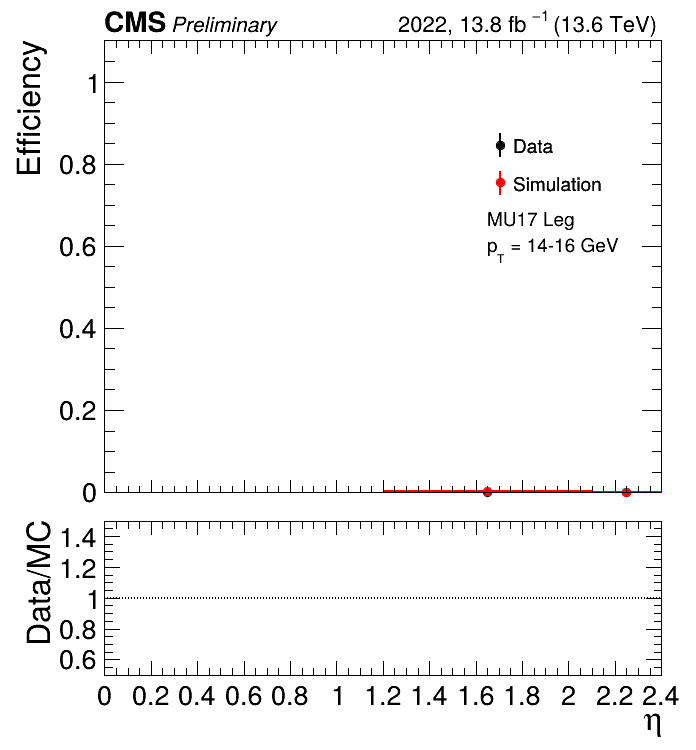 CMS Preliminary 2022, 13.8 fb⁻¹ (13.6 TeV)
Efficiency
1
0.8
0.6
0.4
0.2
0
Data
Simulation
MU17 Leg
p_T = 14-16 GeV
Data/MC
1.4
1.2
1
0.8
0.6
0 0.2 0.4 0.6 0.8 1 1.2 1.4 1.6 1.8 2 2.2 2.4
η